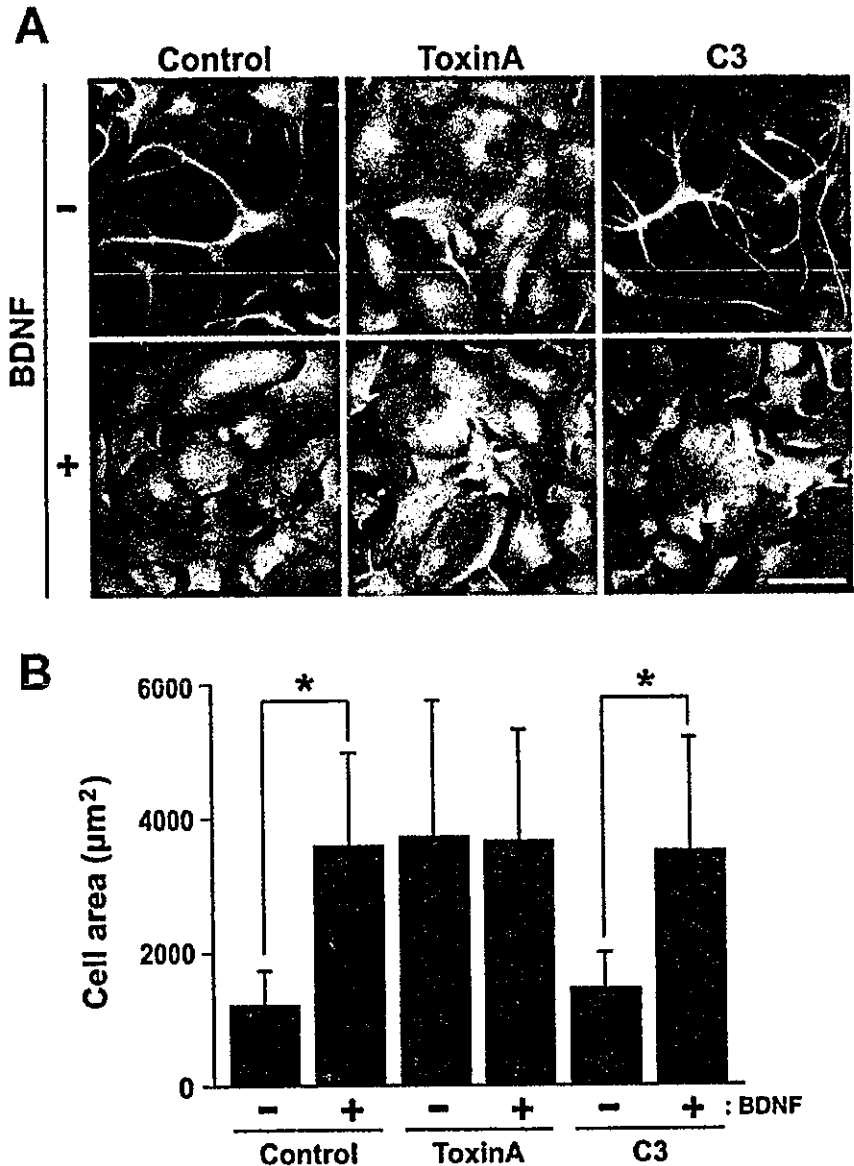 A
Control ToxinA C3
BDNF
-
+
B
Cell area (µm²)
6000
4000
2000
0
* *
- + - + - + : BDNF
Control ToxinA C3